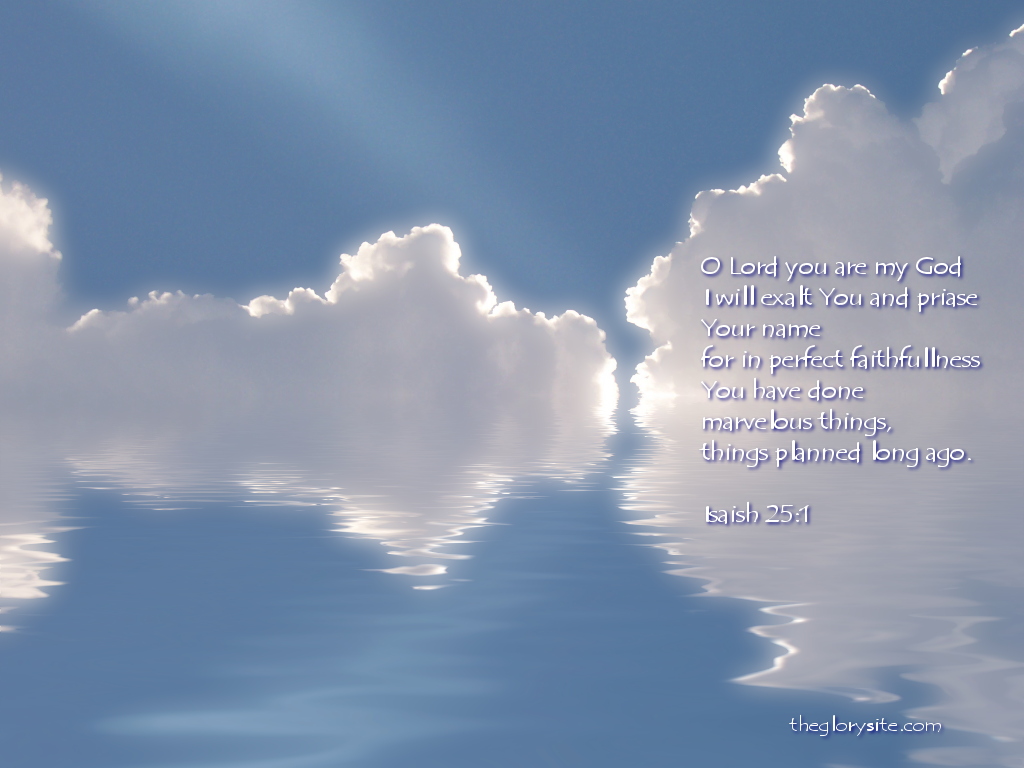 O Lord you are my God
I will exalt You and priase
Your name
for in perfect faithfullness
You have done
marvelous things,
things planned long ago.
Isaish 25:1
theglorysite.com